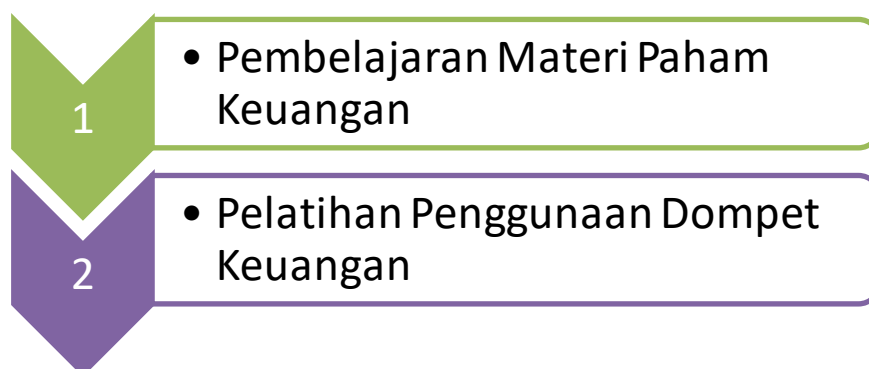 1
• Pembelajaran Materi Paham
Keuangan
2
• Pelatihan Penggunaan Dompet
Keuangan